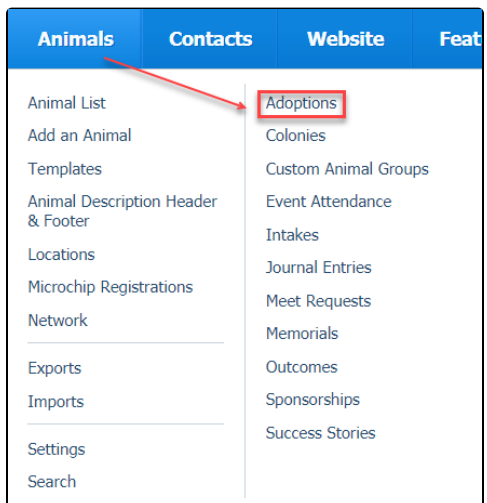 Animals Contacts Website Feat
Animal List
Add an Animal
Templates
Animal Description Header
& Footer
Locations
Microchip Registrations
Network
Exports
Imports
Settings
Search
Adoptions
Colonies
Custom Animal Groups
Event Attendance
Intakes
Journal Entries
Meet Requests
Memorials
Outcomes
Sponsorships
Success Stories